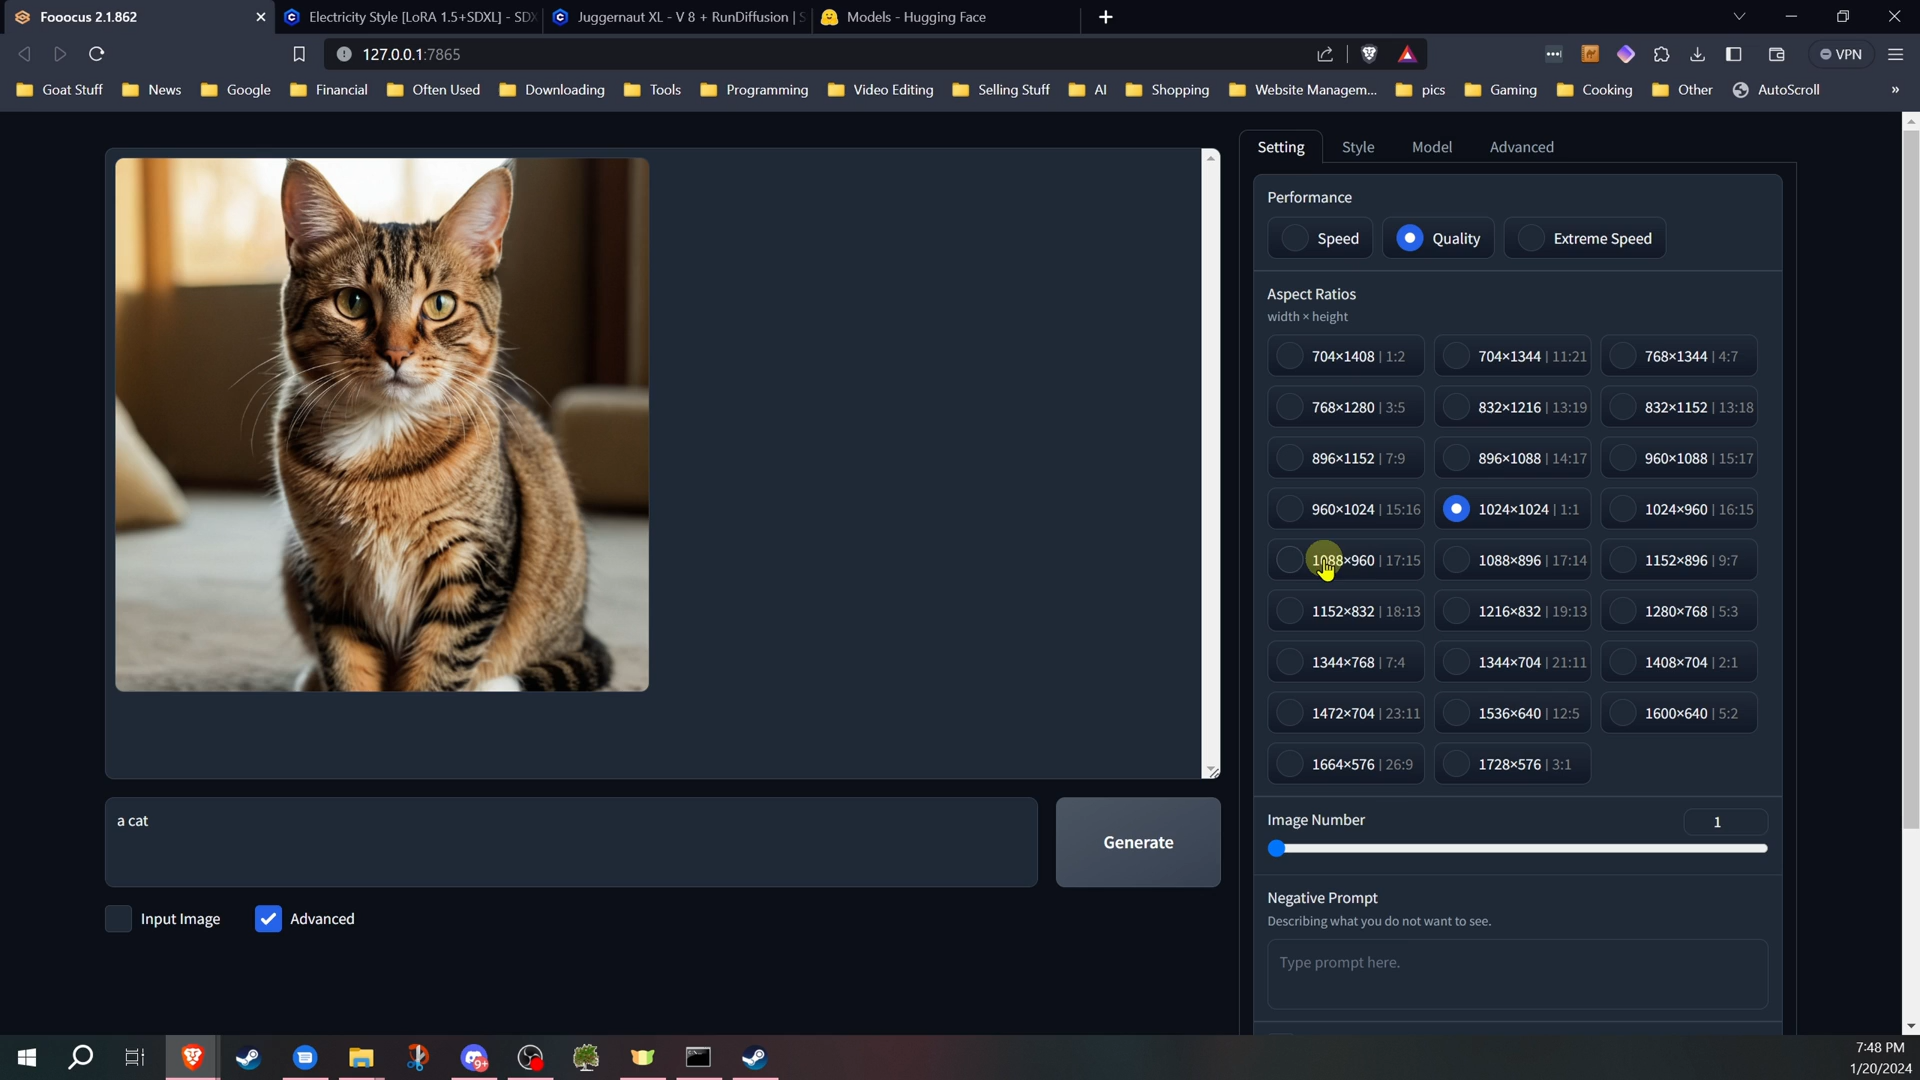 Fooocus 2.1.862
Electricity Style [LoRA 1.5+SDXL] - SDX
Juggernaut XL - V 8 + RunDiffusion | S
Models - Hugging Face
127.0.0.1:7865
VPN
Goat Stuff
News
Google
Financial
Often Used
Downloading
Tools
Programming
Video Editing
Selling Stuff
AI
Shopping
Website Managem...
pics
Gaming
Cooking
Other
AutoScroll
»
Setting
Style
Model
Advanced
Performance
Speed
Quality
Extreme Speed
Aspect Ratios
width × height
704×1408 | 1:2
704×1344 | 11:21
768×1344 | 4:7
768×1280 | 3:5
832×1216 | 13:19
832×1152 | 13:18
896×1152 | 7:9
896×1088 | 14:17
960×1088 | 15:17
960×1024 | 15:16
1024×1024 | 1:1
1024×960 | 16:15
1088×960 | 17:15
1088×896 | 17:14
1152×896 | 9:7
1152×832 | 18:13
1216×832 | 19:13
1280×768 | 5:3
1344×768 | 7:4
1344×704 | 21:11
1408×704 | 2:1
1472×704 | 23:11
1536×640 | 12:5
1600×640 | 5:2
1664×576 | 26:9
1728×576 | 3:1
a cat
Generate
Input Image
Advanced
Image Number
1
Negative Prompt
Describing what you do not want to see.
Type prompt here.
9+
7:48 PM
1/20/2024